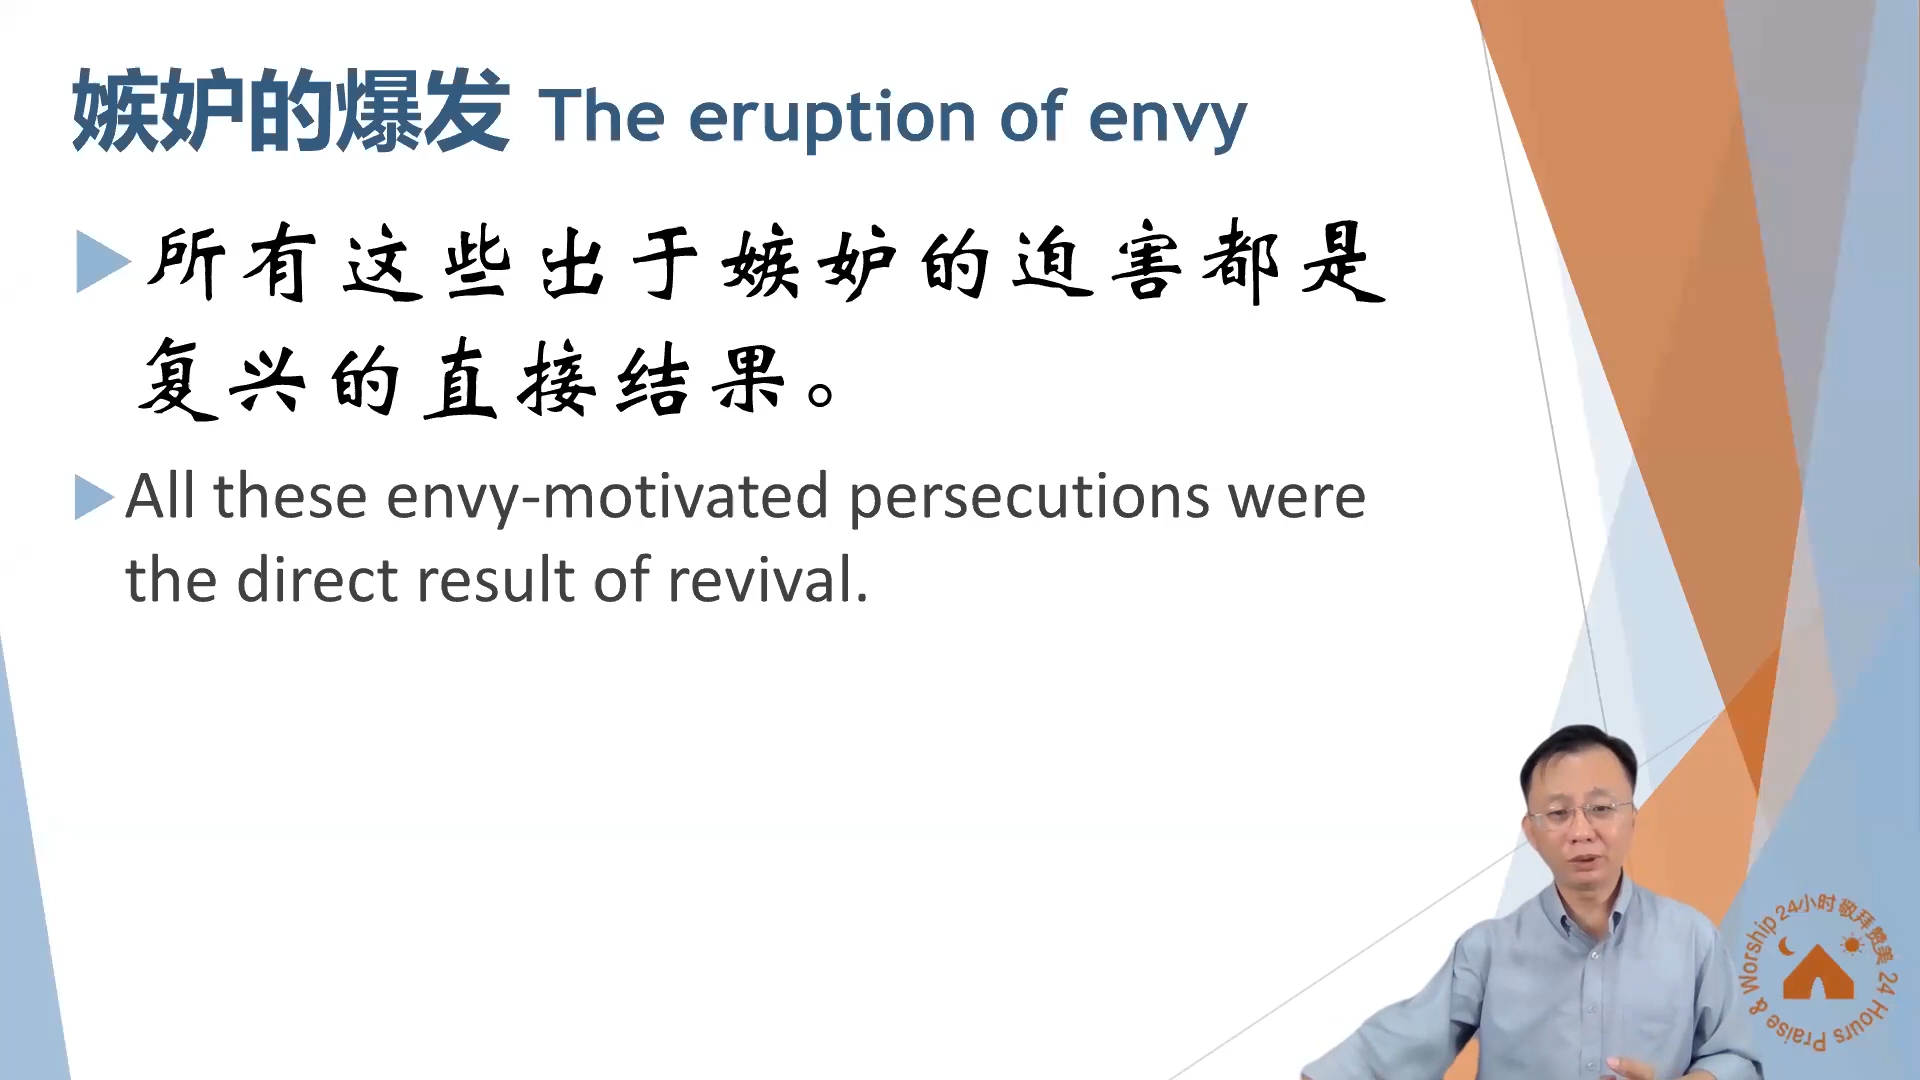 嫉妒的爆发 The eruption of envy
所有这些出于嫉妒的迫害都是
复兴的直接结果。
All these envy-motivated persecutions were
the direct result of revival.
24小时敬拜赞美 24 Hours Praise & Worship